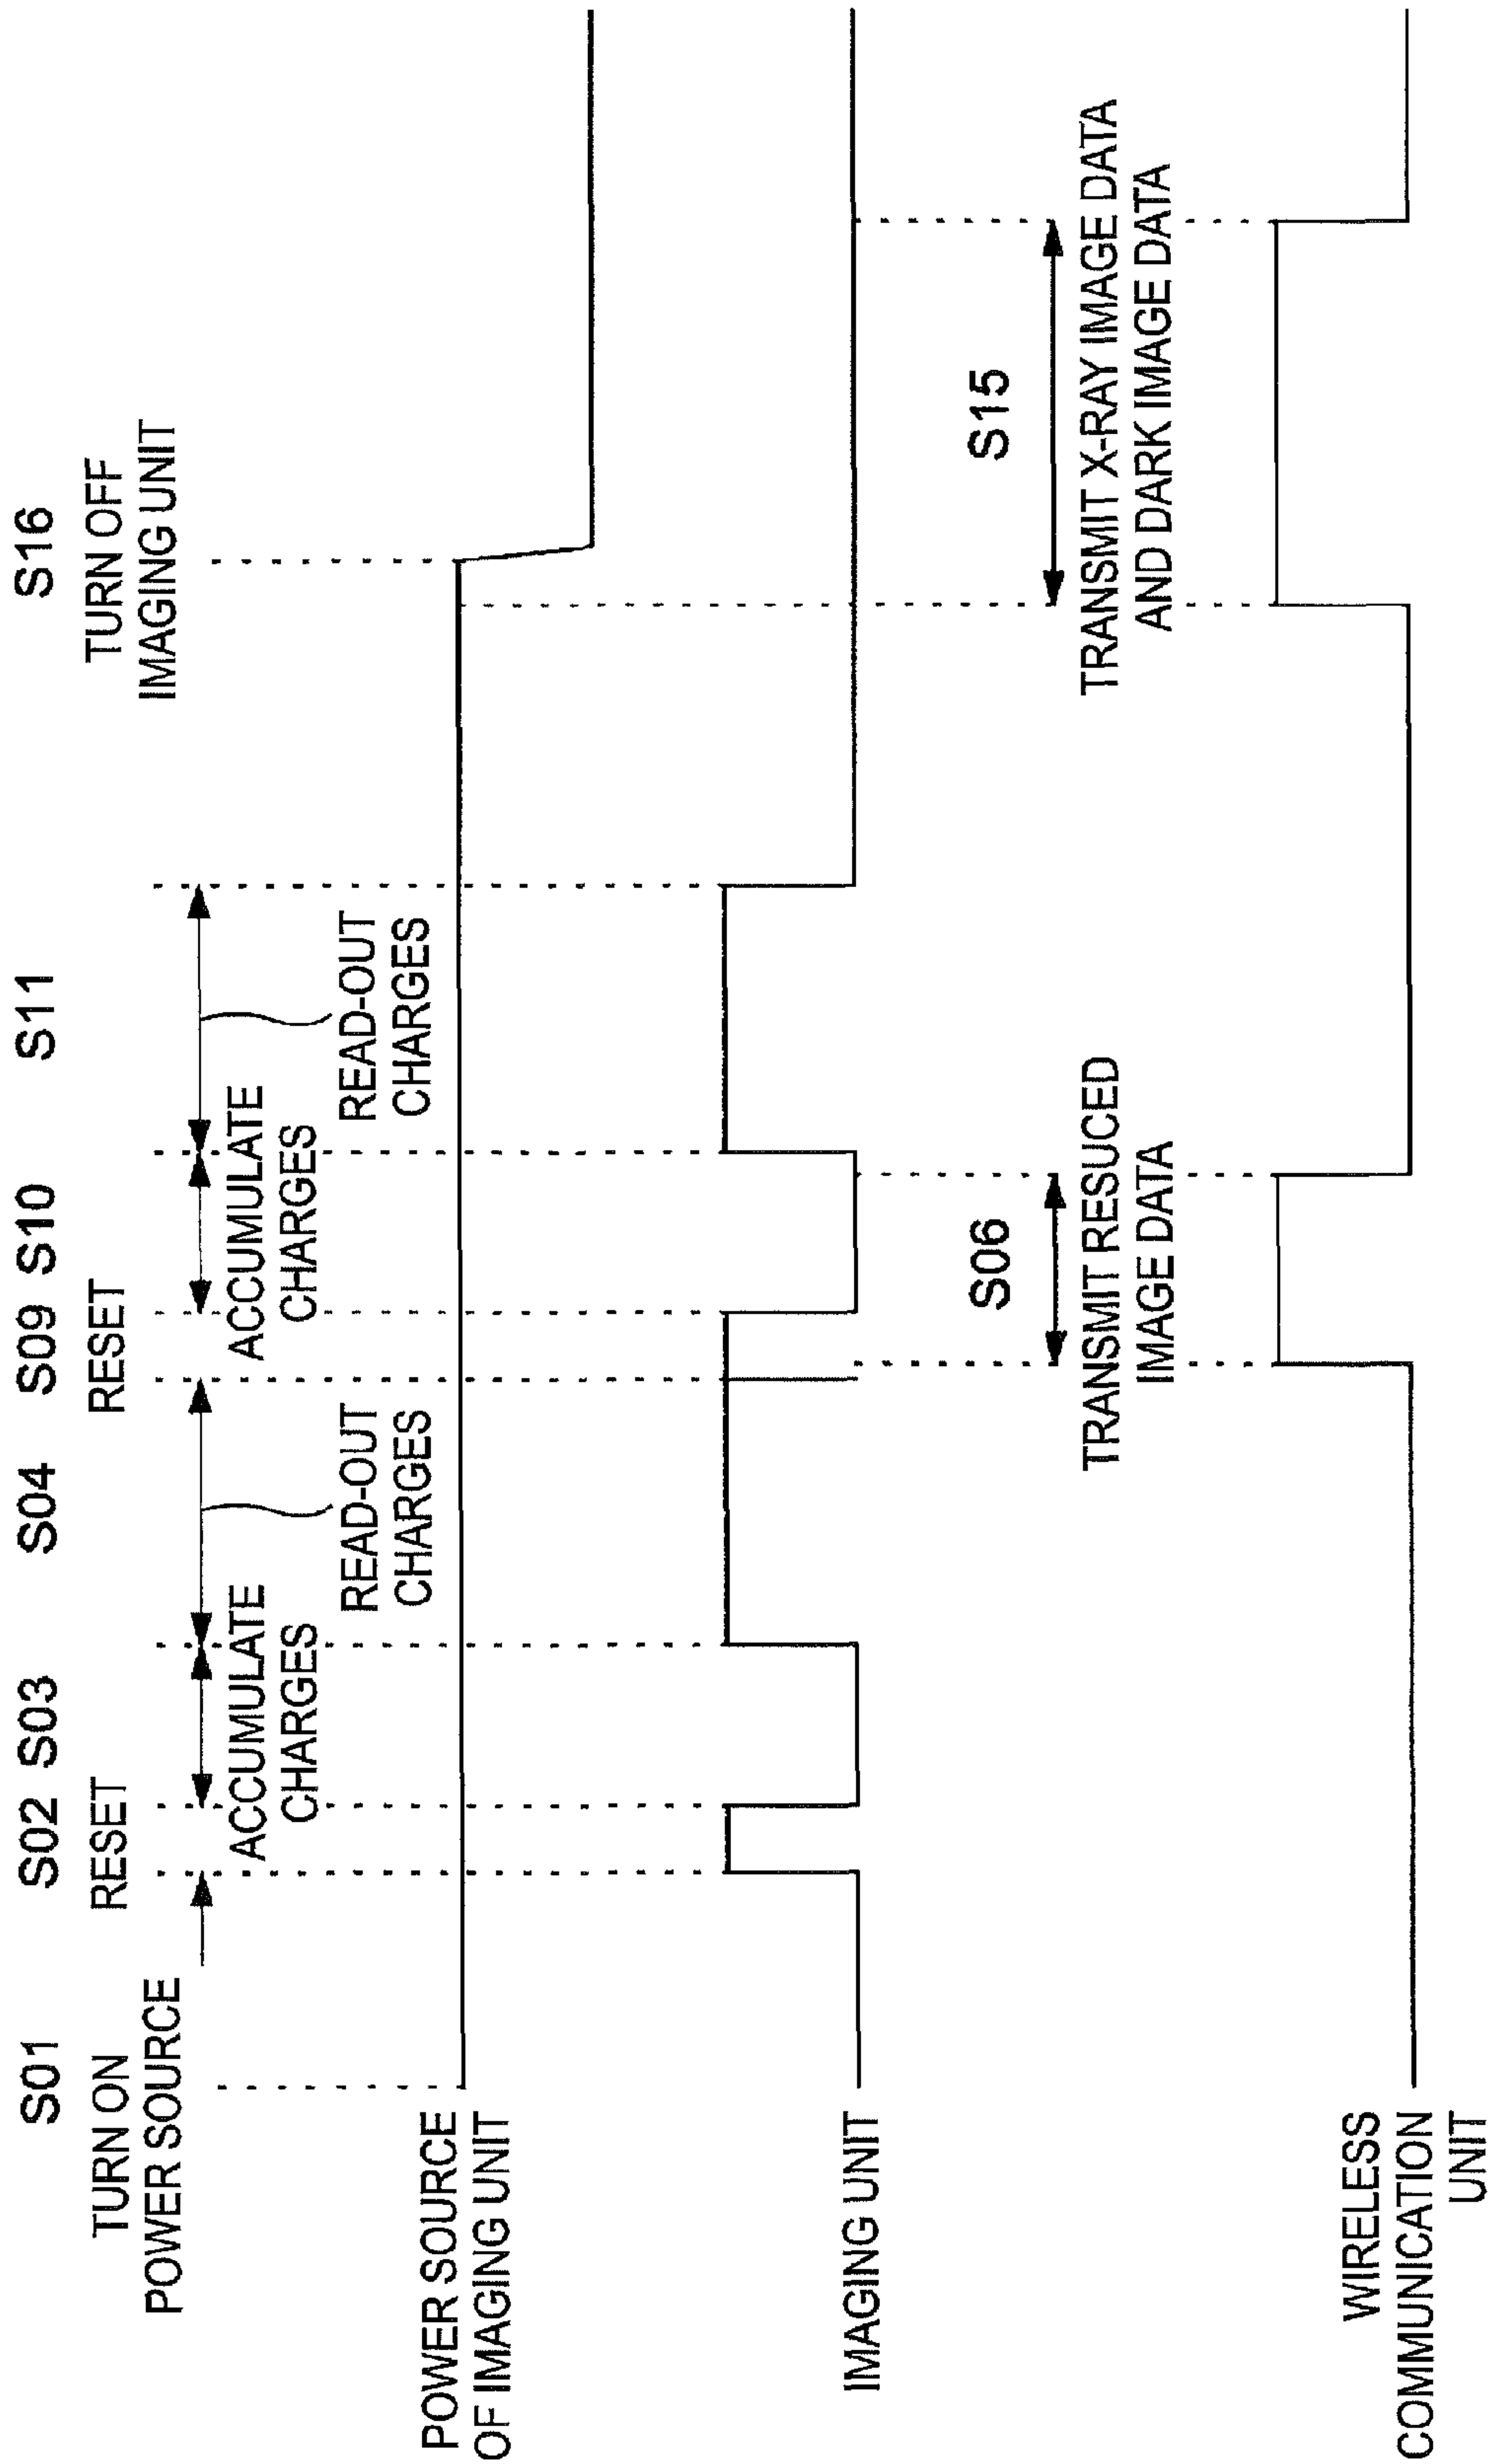 S01
TURN ON
POWER SOURCE
S02
RESET
S03
ACCUMULATE
CHARGES
S04
READ-OUT
CHARGES
S09
RESET
S10
ACCUMULATE
CHARGES
S11
READ-OUT
CHARGES
S16
TURN OFF
IMAGING UNIT
POWER SOURCE
OF IMAGING UNIT
IMAGING UNIT
S06
TRANSMIT RESUCED
IMAGE DATA
S15
TRANSMIT X-RAY IMAGE DATA
AND DARK IMAGE DATA
WIRELESS
COMMUNICATION
UNIT